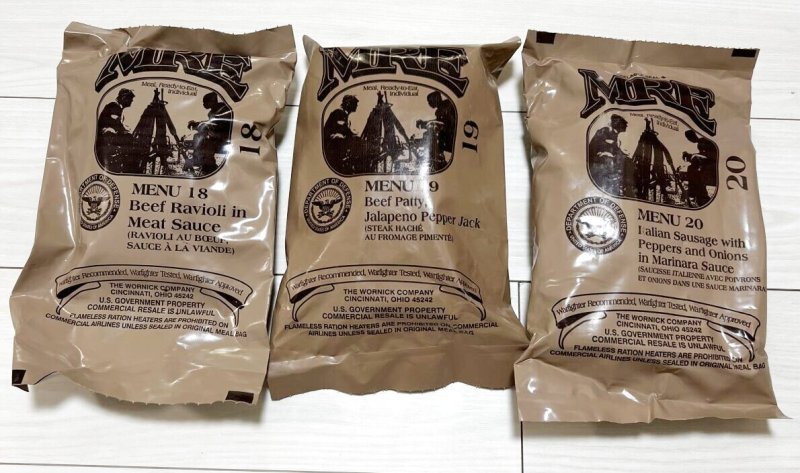 MRE
Meal, Ready-to-Eat,
Individual
18
MENU 18
Beef Ravioli in
Meat Sauce
(RAVIOLI AU BŒUF,
SAUCE À LA VIANDE)
Warfighter Recommended, Warfighter Tested, Warfighter Approved
THE WORNICK COMPANY
CINCINNATI, OHIO 45242
U.S. GOVERNMENT PROPERTY
COMMERCIAL RESALE IS UNLAWFUL
FLAMELESS RATION HEATERS ARE PROHIBITED ON
COMMERCIAL AIRLINES UNLESS SEALED IN ORIGINAL MEAL BAG
MRE
Meal, Ready-to-Eat,
Individual
19
DEPARTMENT OF DEFENSE
MENU 19
Beef Patty,
Jalapeno Pepper Jack
(STEAK HACHÉ
AU FROMAGE PIMENTÉ)
Warfighter Recommended, Warfighter Tested, Warfighter Approved
THE WORNICK COMPANY
CINCINNATI, OHIO 45242
U.S. GOVERNMENT PROPERTY
COMMERCIAL RESALE IS UNLAWFUL
FLAMELESS RATION HEATERS ARE PROHIBITED ON COMMERCIAL
AIRLINES UNLESS SEALED IN ORIGINAL MEAL BAG
MRE
Meal, Ready-to-Eat,
Individual
20
DEPARTMENT OF DEFENSE
MENU 20
Italian Sausage with
Peppers and Onions
in Marinara Sauce
(SAUCISSE ITALIENNE AVEC POIVRONS
ET ONIONS DANS UNE SAUCE MARINARA)
Warfighter Recommended, Warfighter Tested, Warfighter Approved
THE WORNICK COMPANY
CINCINNATI, OHIO 45242
U.S. GOVERNMENT PROPERTY
COMMERCIAL RESALE IS UNLAWFUL
FLAMELESS RATION HEATERS ARE PROHIBITED ON
COMMERCIAL AIRLINES UNLESS SEALED IN ORIGINAL MEAL BAG